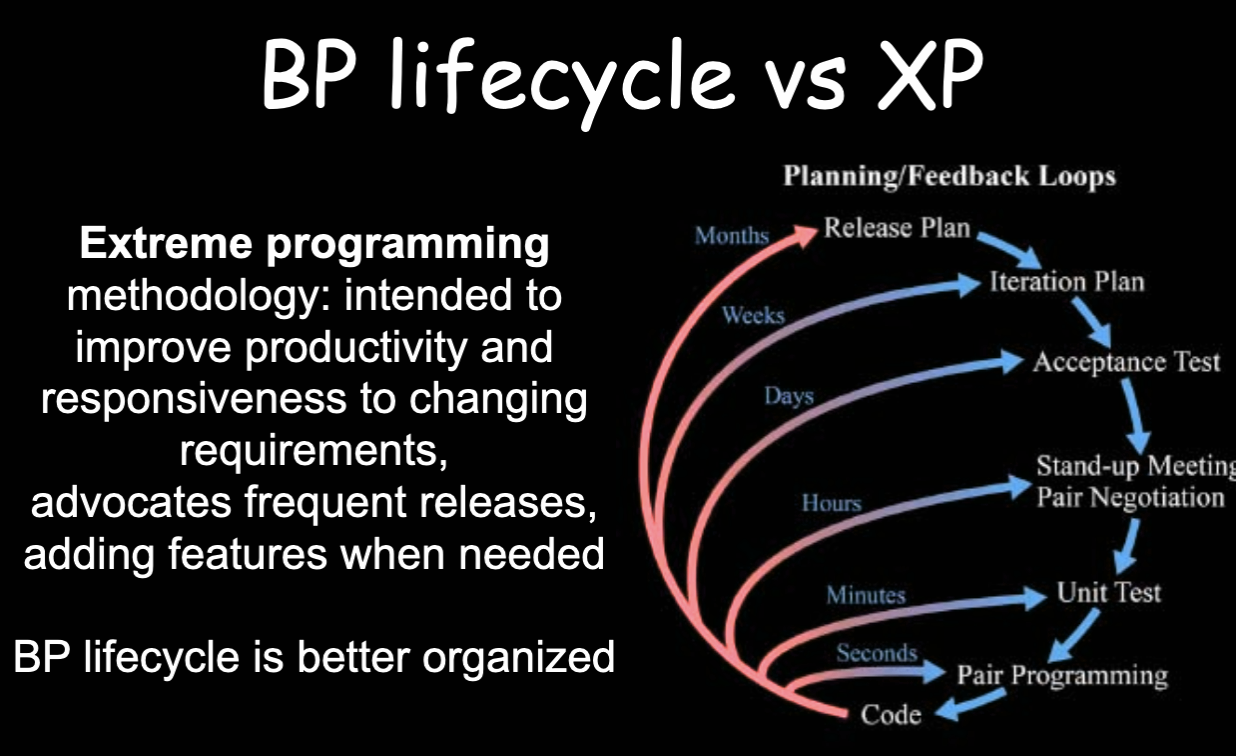 BP lifecycle vs XP
Extreme programming
methodology: intended to
improve productivity and
responsiveness to changing
requirements,
advocates frequent releases,
adding features when needed
BP lifecycle is better organized
Planning/Feedback Loops
Months
Release Plan
Iteration Plan
Weeks
Acceptance Test
Days
Stand-up Meeting
Pair Negotiation
Hours
Unit Test
Minutes
Seconds
Pair Programming
Code